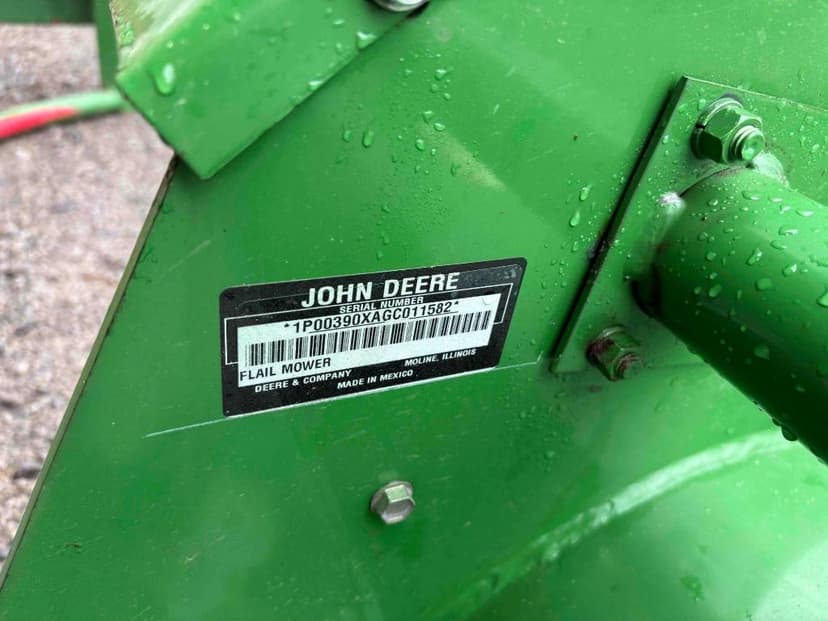 JOHN DEERE
SERIAL NUMBER
*1P00390XAGC011582*
FLAIL MOWER
MOLINE, ILLINOIS
DEERE & COMPANY
MADE IN MEXICO